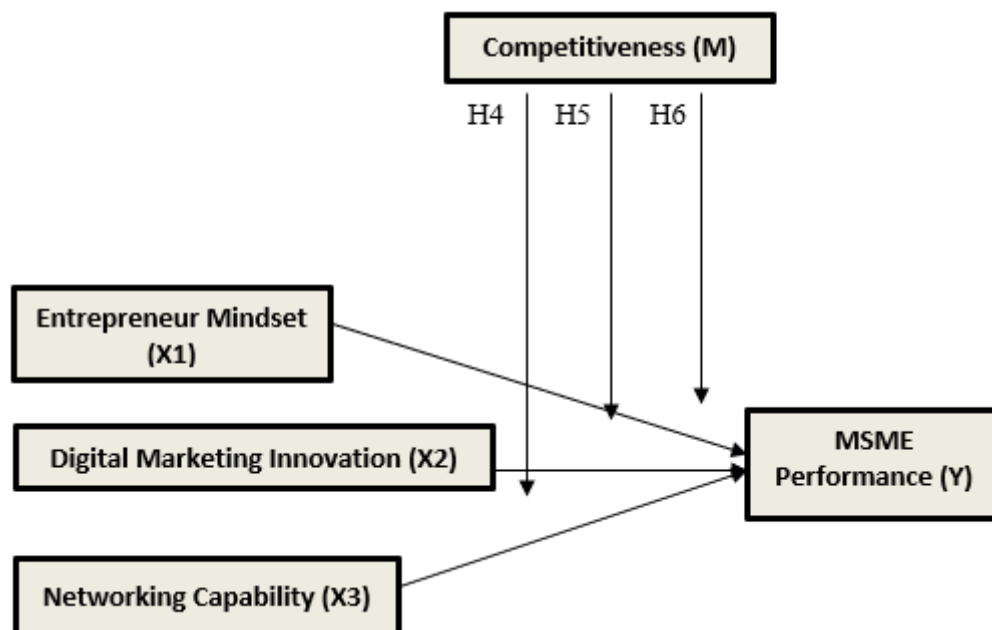 Competitiveness (M)
H4 H5 H6
Entrepreneur Mindset
(X1)
Digital Marketing Innovation (X2)
MSME
Performance (Y)
Networking Capability (X3)